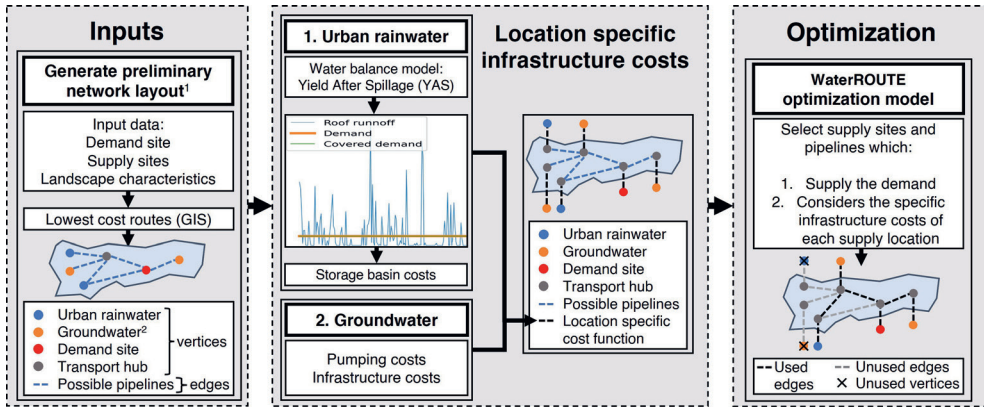 Inputs
Generate preliminary
network layout¹
Input data:
Demand site
Supply sites
Landscape characteristics
Lowest cost routes (GIS)
Urban rainwater
Groundwater²
Demand site
Transport hub
vertices
Possible pipelines
edges
1. Urban rainwater
Water balance model:
Yield After Spillage (YAS)
Roof runoff
Demand
Covered demand
Storage basin costs
2. Groundwater
Pumping costs
Infrastructure costs
Location specific
infrastructure costs
Urban rainwater
Groundwater
Demand site
Transport hub
Possible pipelines
Location specific
cost function
Optimization
WaterROUTE
optimization model
Select supply sites and
pipelines which:
1. Supply the demand
2. Considers the specific
infrastructure costs of
each supply location
Used
edges
Unused edges
Unused vertices